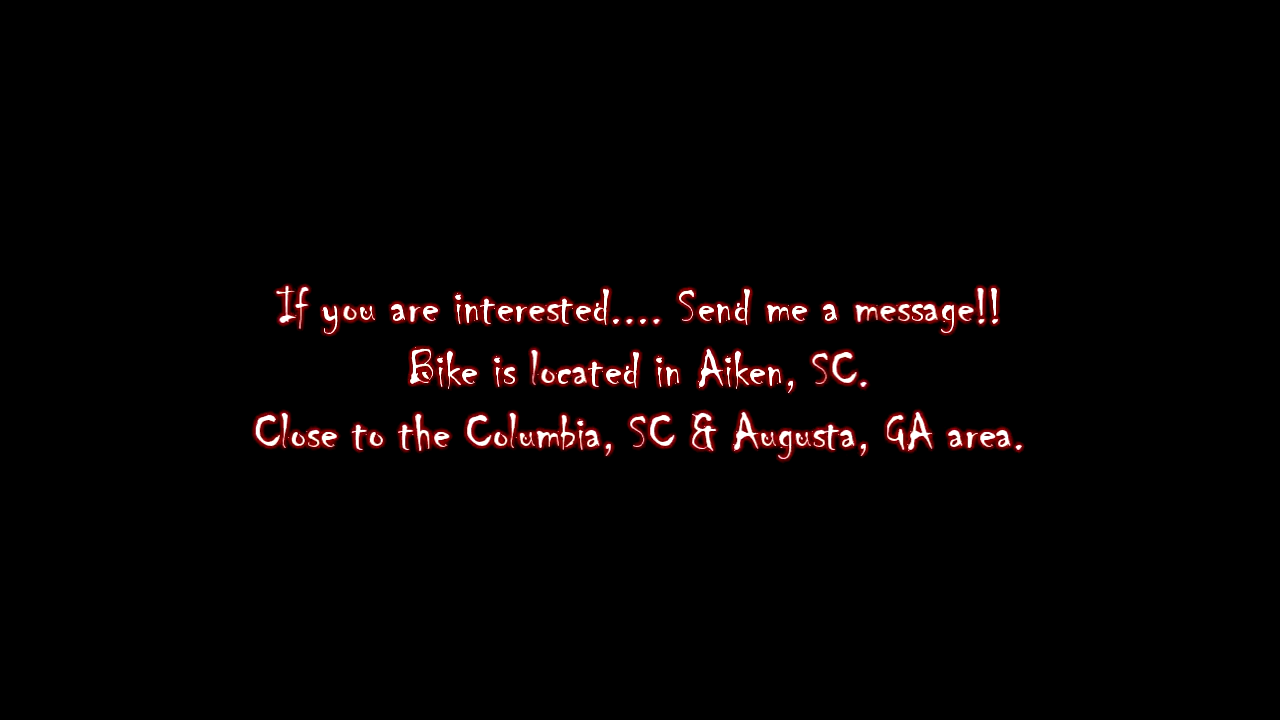 If you are interested.... Send me a message!!
Bike is located in Aiken, SC.
Close to the Columbia, SC & Augusta, GA area.